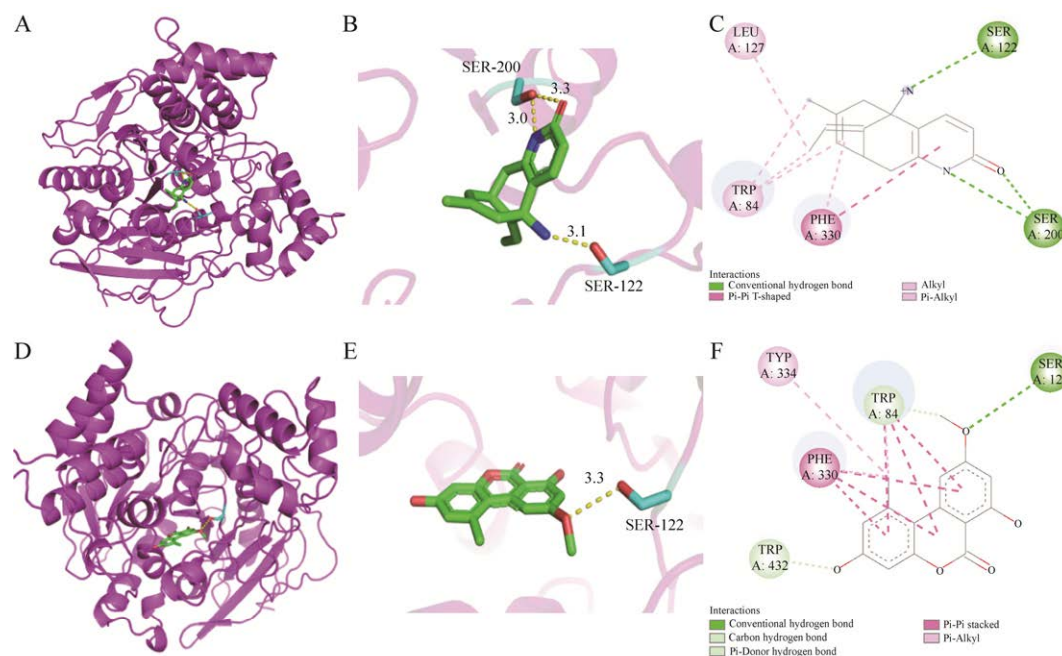 A
B
C
SER-200
3.3
3.0
3.1
SER-122
LEU
A: 127
SER
A: 122
TRP
A: 84
PHE
A: 330
N
N
O
SER
A: 200
Interactions
Conventional hydrogen bond
Pi-Pi T-shaped
Alkyl
Pi-Alkyl
D
E
F
3.3
SER-122
TYP
A: 334
TRP
A: 84
SER
A: 12
PHE
A: 330
TRP
A: 432
O
O
O
O
O
Interactions
Conventional hydrogen bond
Carbon hydrogen bond
Pi-Donor hydrogen bond
Pi-Pi stacked
Pi-Alkyl